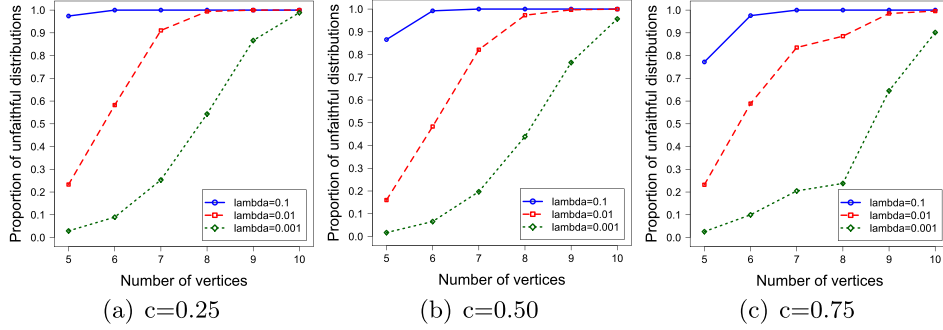 Proportion of unfaithful distributions
1.0
0.9
0.8
0.7
0.6
0.5
0.4
0.3
0.2
0.1
0.0
lambda=0.1
lambda=0.01
lambda=0.001
5 6 7 8 9 10
Number of vertices
(a) c=0.25
Proportion of unfaithful distributions
1.0
0.9
0.8
0.7
0.6
0.5
0.4
0.3
0.2
0.1
0.0
lambda=0.1
lambda=0.01
lambda=0.001
5 6 7 8 9 10
Number of vertices
(b) c=0.50
Proportion of unfaithful distributions
1.0
0.9
0.8
0.7
0.6
0.5
0.4
0.3
0.2
0.1
0.0
lambda=0.1
lambda=0.01
lambda=0.001
5 6 7 8 9 10
Number of vertices
(c) c=0.75